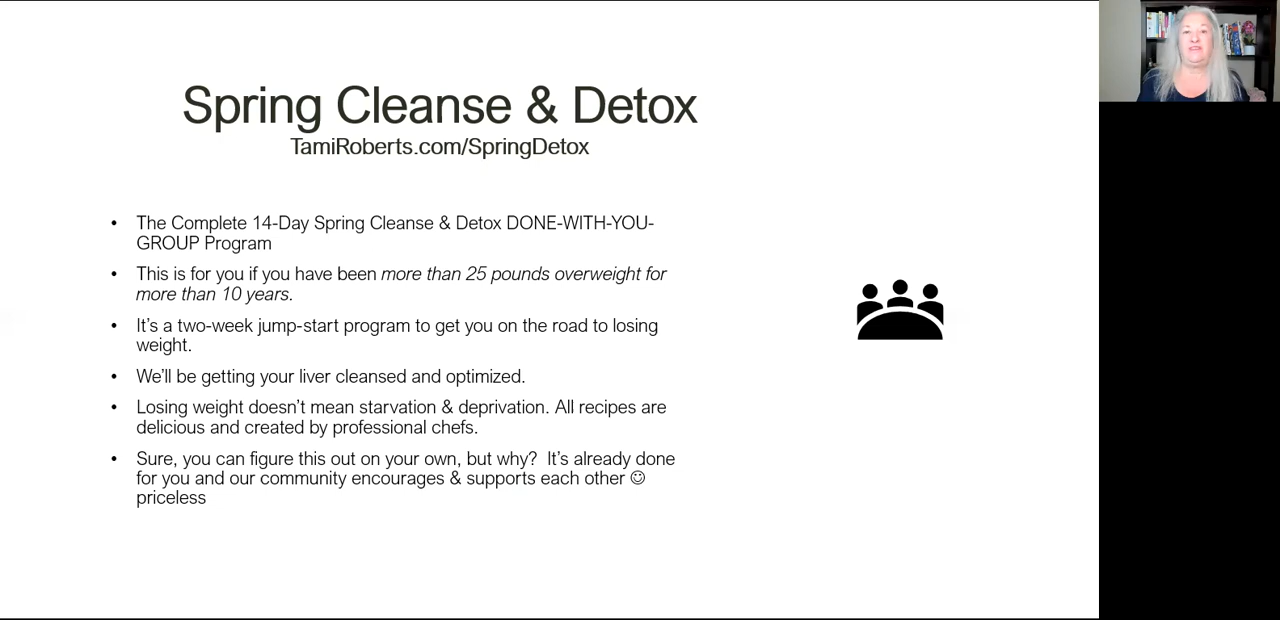 Spring Cleanse & Detox
TamiRoberts.com/SpringDetox
• The Complete 14-Day Spring Cleanse & Detox DONE-WITH-YOU-
GROUP Program
• This is for you if you have been more than 25 pounds overweight for
more than 10 years.
• It’s a two-week jump-start program to get you on the road to losing
weight.
• We’ll be getting your liver cleansed and optimized.
• Losing weight doesn’t mean starvation & deprivation. All recipes are
delicious and created by professional chefs.
• Sure, you can figure this out on your own, but why?  It’s already done
for you and our community encourages & supports each other ☺
priceless